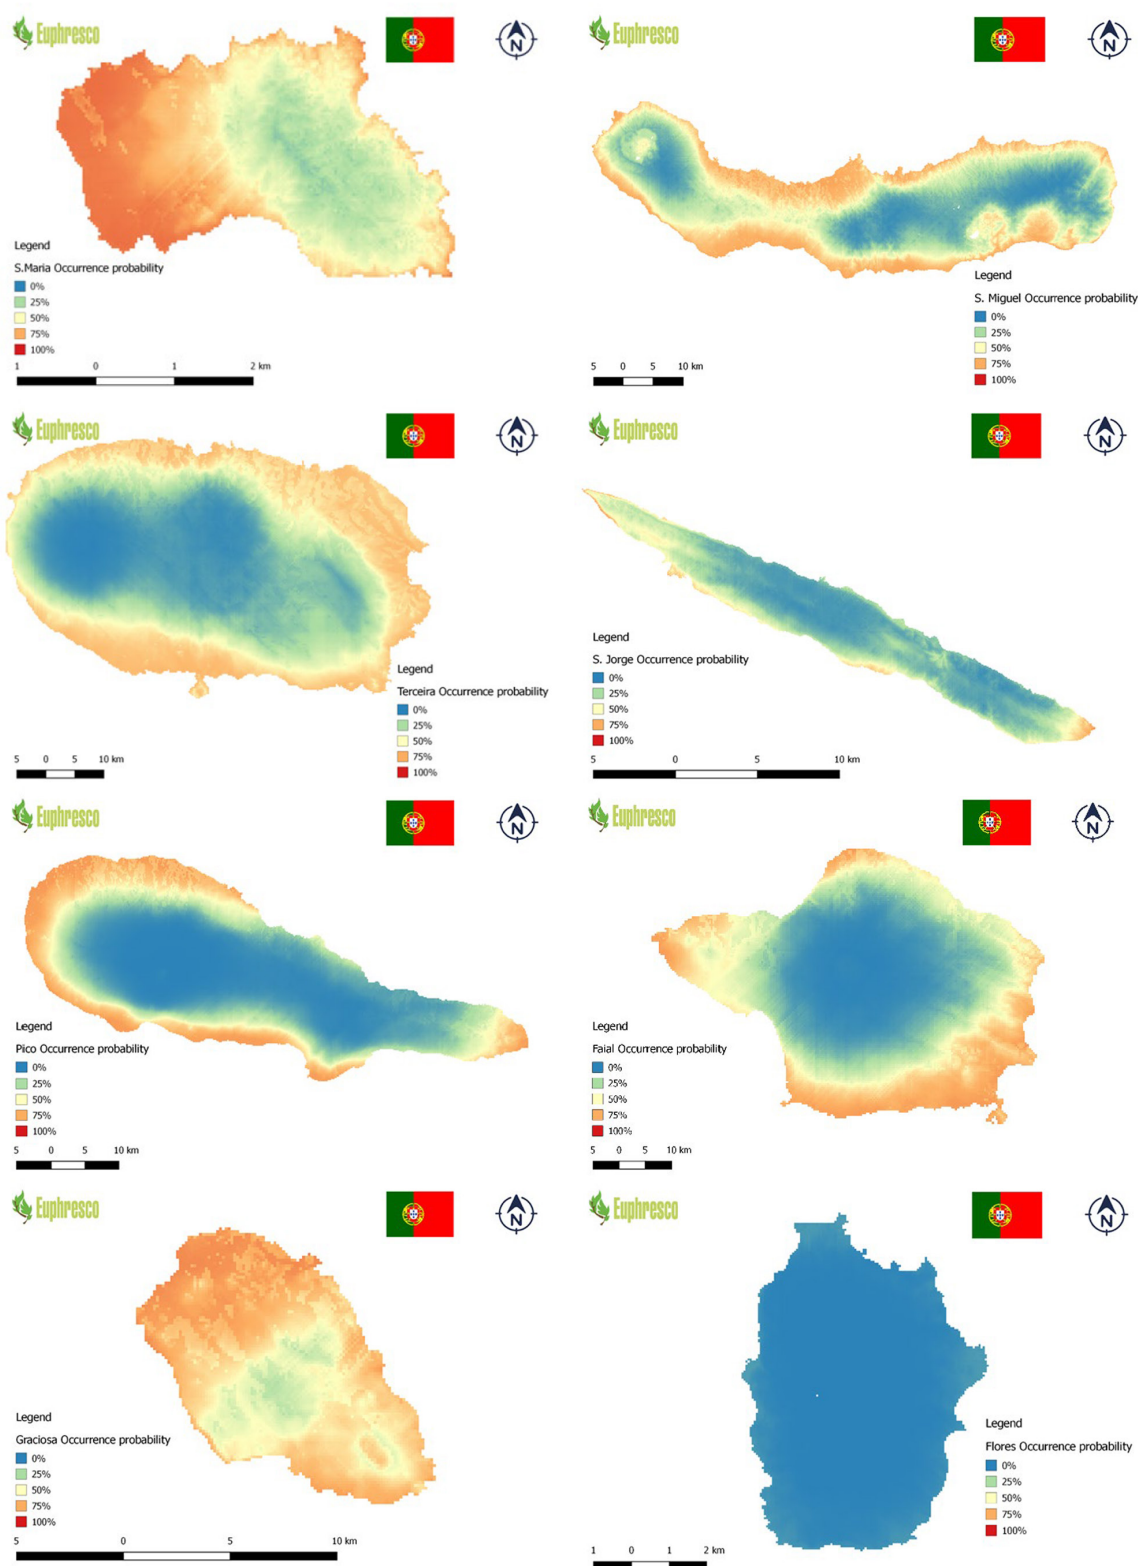 Euphresco
N
Legend
S.Maria Occurrence probability
0%
25%
50%
75%
100%
1 0 1 2 km
Euphresco
N
Legend
S. Miguel Occurrence probability
0%
25%
50%
75%
100%
5 0 5 10 km
Euphresco
N
Legend
Terceira Occurrence probability
0%
25%
50%
75%
100%
5 0 5 10 km
Euphresco
N
Legend
S. Jorge Occurrence probability
0%
25%
50%
75%
100%
5 0 5 10 km
Euphresco
N
Legend
Pico Occurrence probability
0%
25%
50%
75%
100%
5 0 5 10 km
Euphresco
N
Legend
Faial Occurrence probability
0%
25%
50%
75%
100%
5 0 5 10 km
Euphresco
N
Legend
Graciosa Occurrence probability
0%
25%
50%
75%
100%
5 0 5 10 km
Euphresco
N
Legend
Flores Occurrence probability
0%
25%
50%
75%
100%
1 0 1 2 km